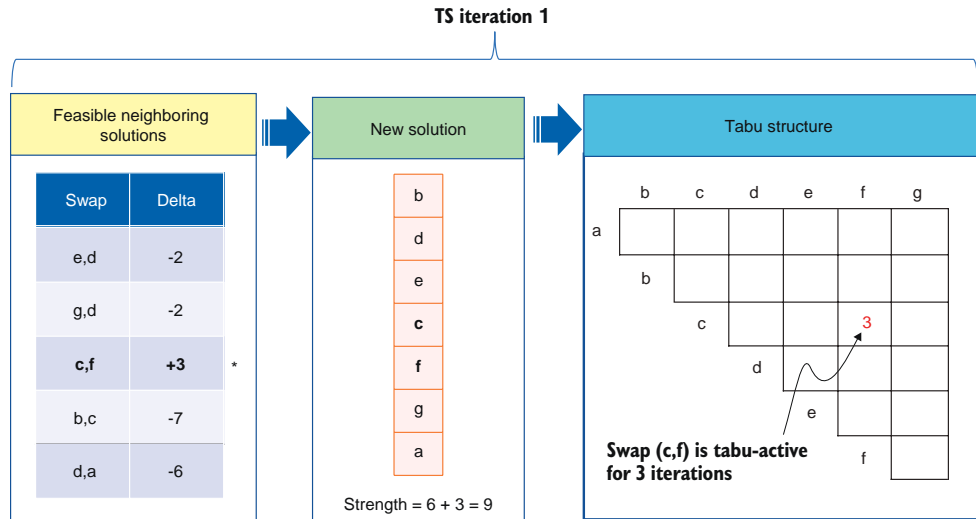 TS iteration 1
Feasible neighboring
solutions
New solution
Tabu structure
Swap Delta
e,d -2
g,d -2
c,f +3 *
b,c -7
d,a -6
b
d
e
c
f
g
a
Strength = 6 + 3 = 9
b c d e f g
a
b
c 3
d
e
Swap (c,f) is tabu-active
for 3 iterations
f